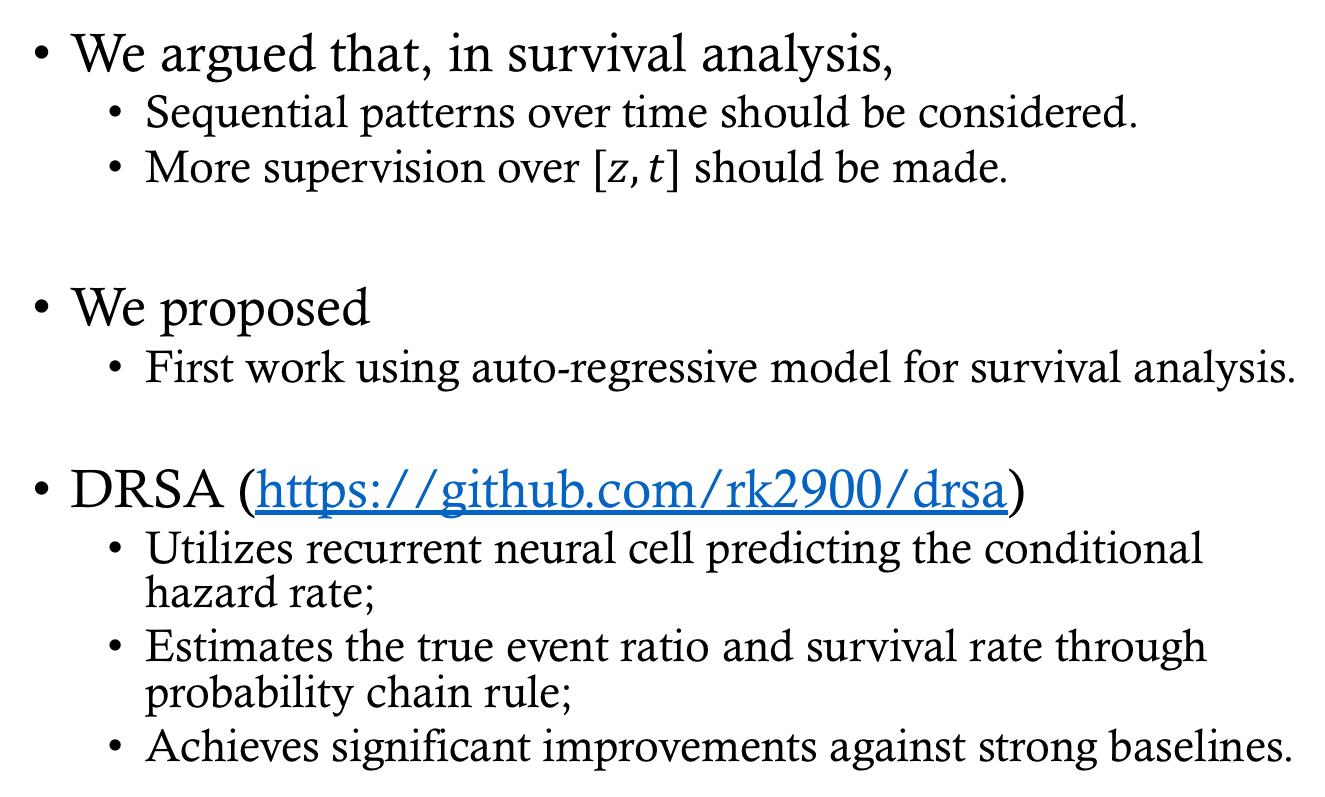 • We argued that, in survival analysis,
• Sequential patterns over time should be considered.
• More supervision over [z, t] should be made.
• We proposed
• First work using auto-regressive model for survival analysis.
• DRSA (https://github.com/rk2900/drsa)
• Utilizes recurrent neural cell predicting the conditional
hazard rate;
• Estimates the true event ratio and survival rate through
probability chain rule;
• Achieves significant improvements against strong baselines.